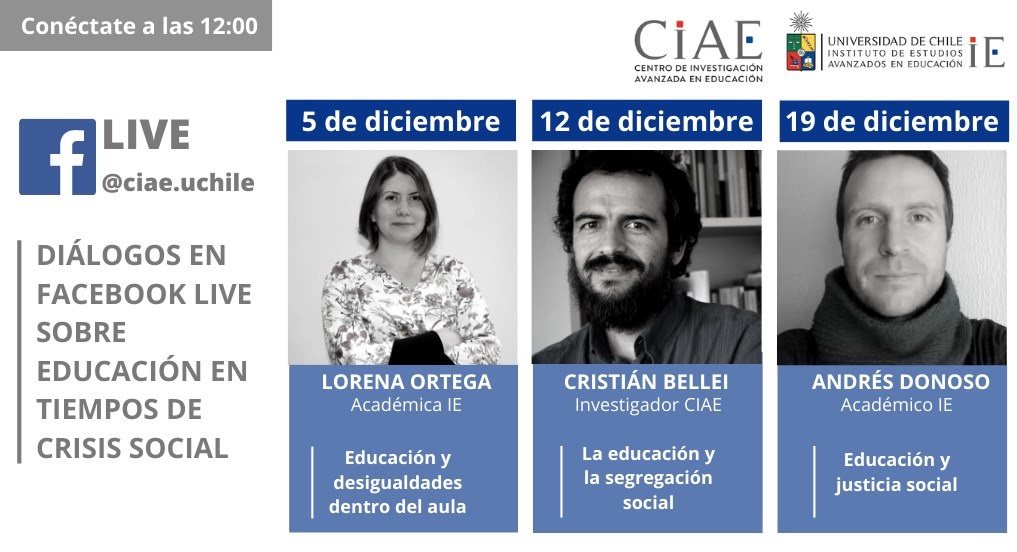 Conéctate a las 12:00
CiAE
CENTRO DE INVESTIGACIÓN
AVANZADA EN EDUCACIÓN
UNIVERSIDAD DE CHILE
INSTITUTO DE ESTUDIOS
AVANZADOS EN EDUCACIÓN
iE
f
LIVE
@ciae.uchile
DIÁLOGOS EN
FACEBOOK LIVE
SOBRE
EDUCACIÓN EN
TIEMPOS DE
CRISIS SOCIAL
5 de diciembre
LORENA ORTEGA
Académica IE
Educación y
desigualdades
dentro del aula
12 de diciembre
CRISTIÁN BELLEI
Investigador CIAE
La educación y
la segregación
social
19 de diciembre
ANDRÉS DONOSO
Académico IE
Educación y
justicia social